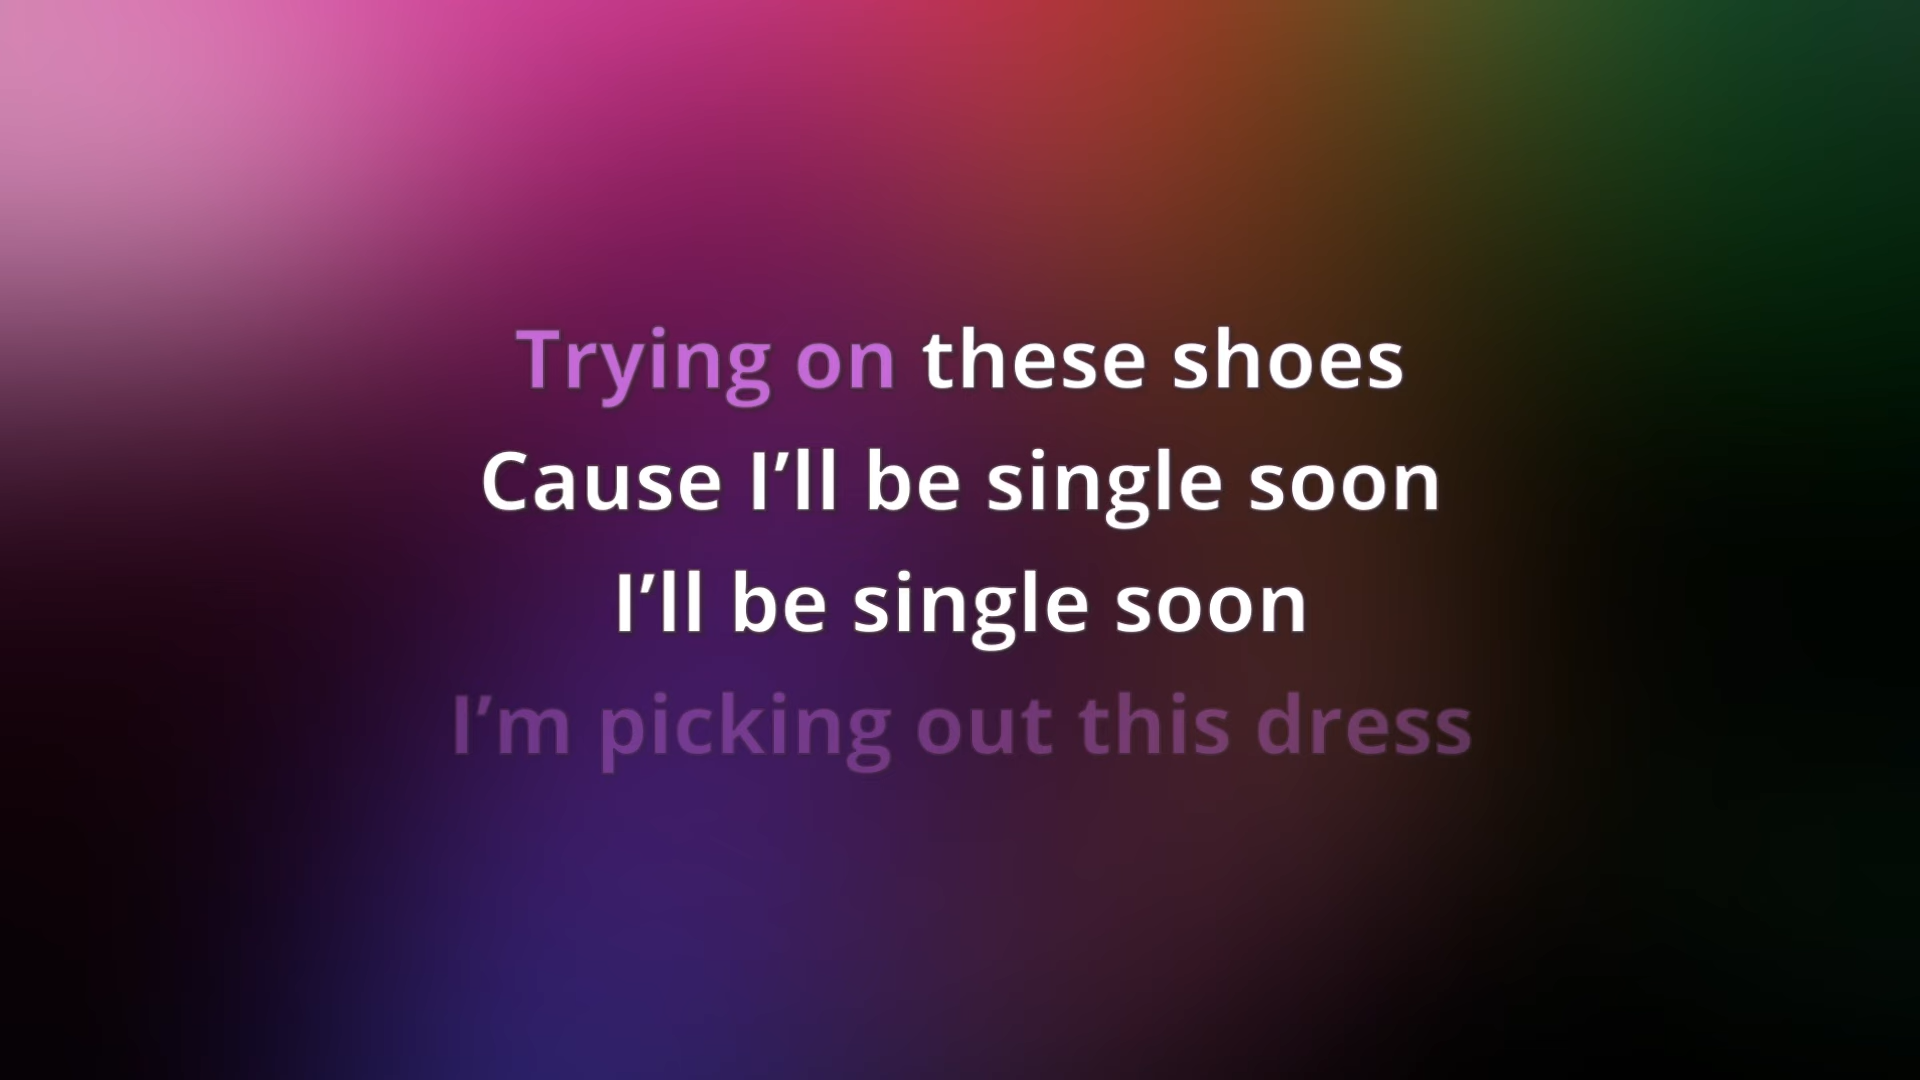 Trying on these shoes
Cause I’ll be single soon
I’ll be single soon
I’m picking out this dress